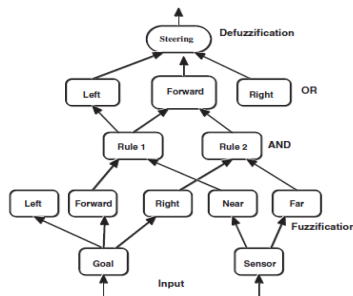 Steering
Defuzzification
Left
Forward
Right
OR
Rule 1
Rule 2
AND
Left
Forward
Right
Near
Far
Fuzzification
Goal
Sensor
Input